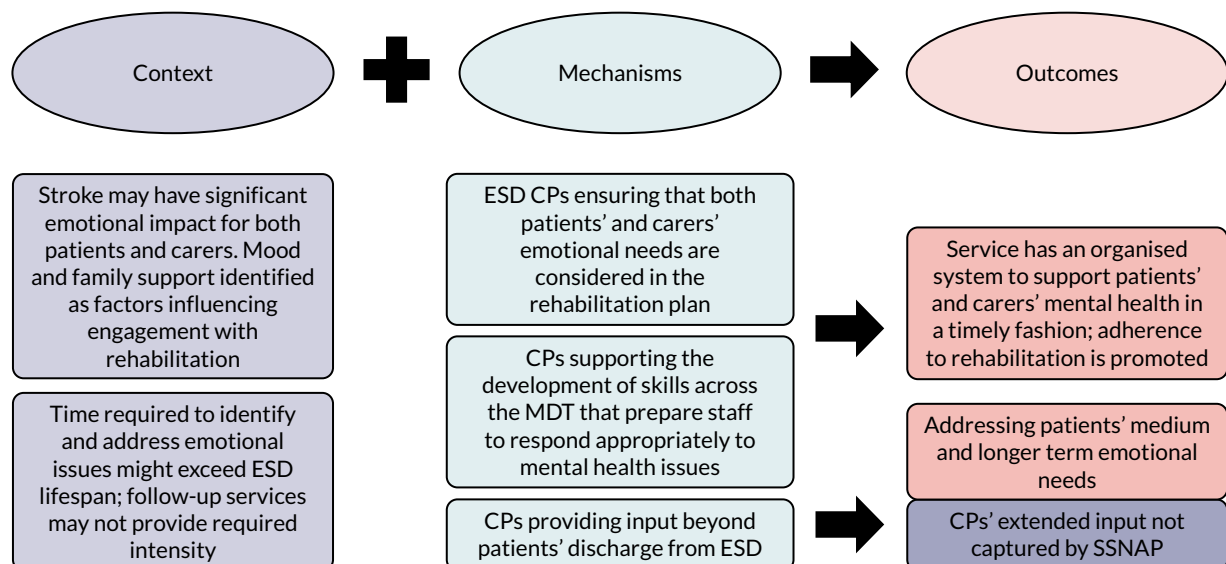 Context
Mechanisms
Outcomes
Stroke may have significant
emotional impact for both
patients and carers. Mood
and family support identified
as factors influencing
engagement with
rehabilitation
Time required to identify
and address emotional
issues might exceed ESD
lifespan; follow-up services
may not provide required
intensity
ESD CPs ensuring that both
patients’ and carers’
emotional needs are
considered in the
rehabilitation plan
CPs supporting the
development of skills across
the MDT that prepare staff
to respond appropriately to
mental health issues
CPs providing input beyond
patients’ discharge from ESD
Service has an organised
system to support patients’
and carers’ mental health in
a timely fashion; adherence
to rehabilitation is promoted
Addressing patients’ medium
and longer term emotional
needs
CPs’ extended input not
captured by SSNAP